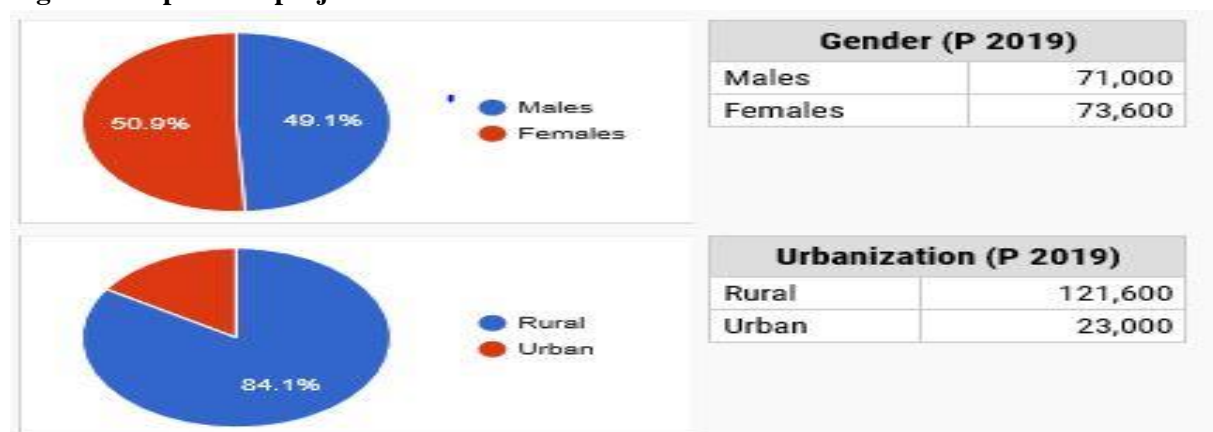 50.9%
49.1%
Males
Females
Gender (P 2019)
Males 71,000
Females 73,600
84.1%
Rural
Urban
Urbanization (P 2019)
Rural 121,600
Urban 23,000